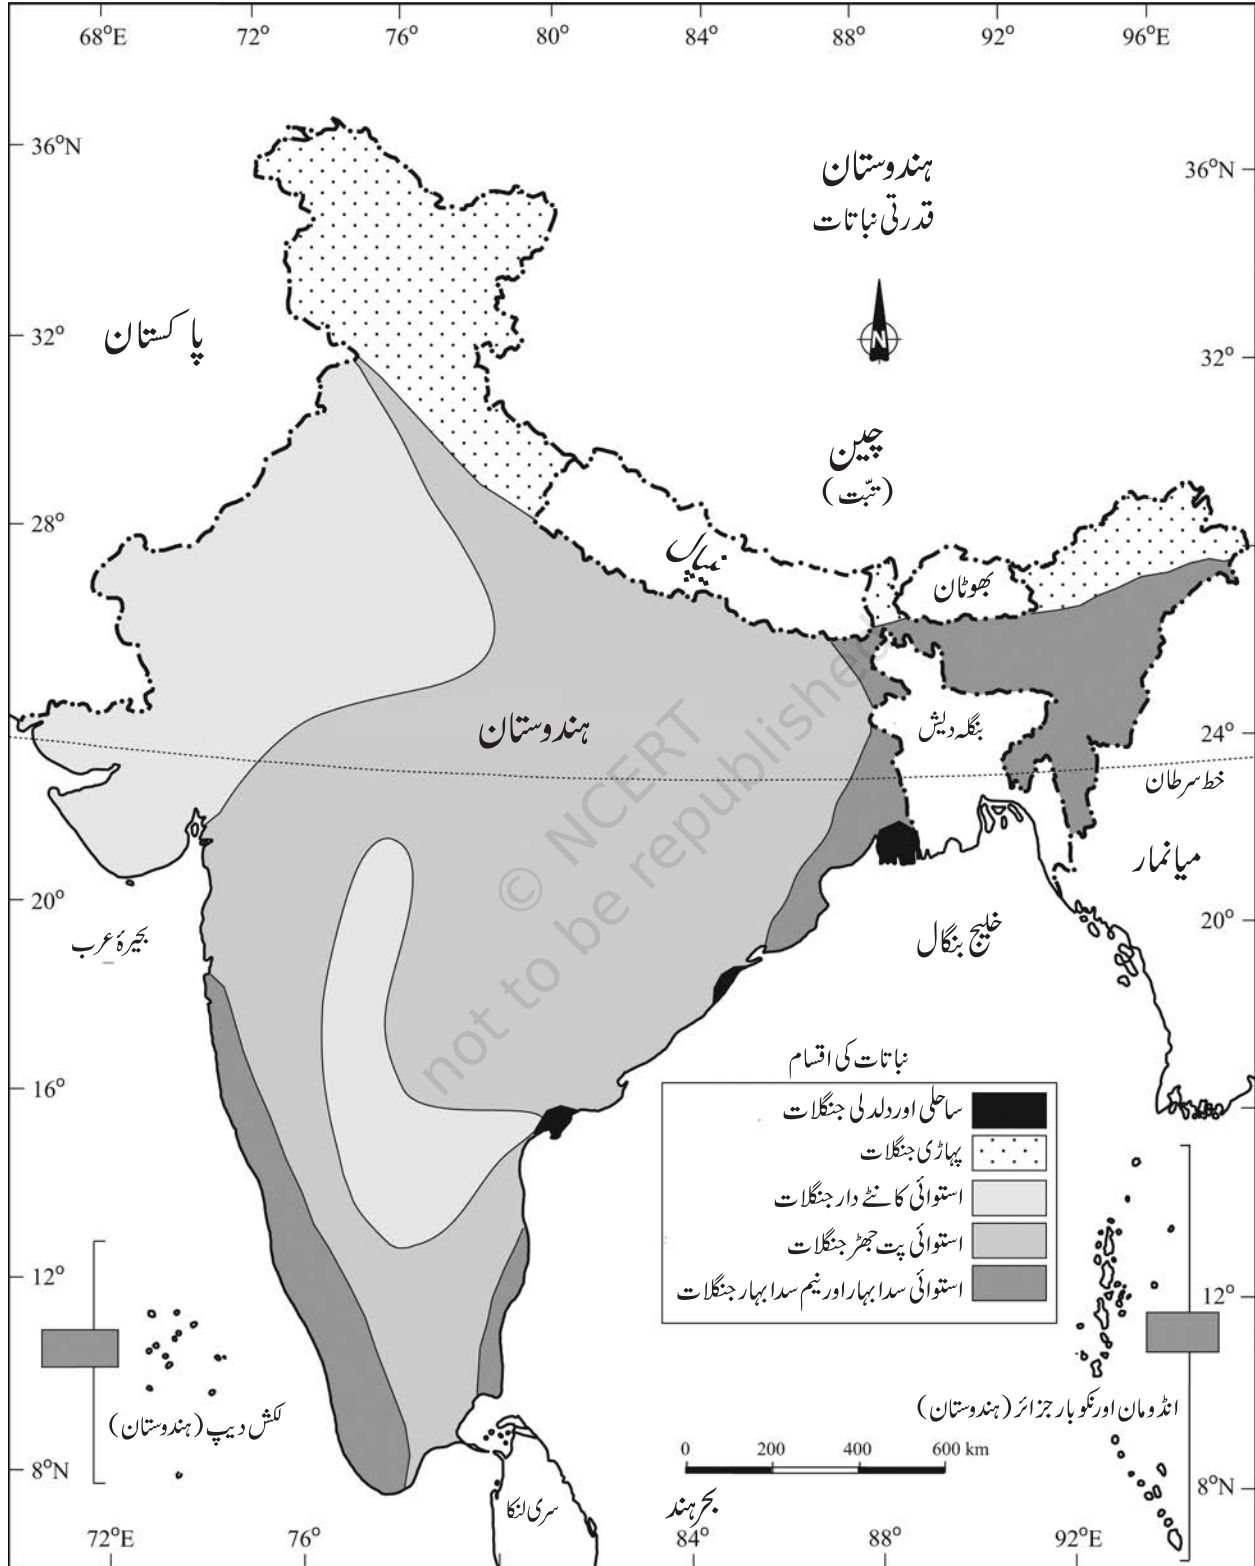 68°E 72° 76° 80° 84° 88° 92° 96°E
36°N
36°N
ہندوستان
قدرتی نباتات
N
پاکستان
32°
32°
چین
(تبّت)
28°
نیپال
بھوٹان
ہندوستان
بنگلہ دیش
24°
خط سرطان
میانمار
© NCERT
not to be republished
20°
20°
بحیرۂ عرب
خلیج بنگال
16°
نباتات کی اقسام
ساحلی اور دلدلی جنگلات
پہاڑی جنگلات
استوائی کانٹے دار جنگلات
استوائی پت جھڑ جنگلات
استوائی سدا بہار اور نیم سدا بہار جنگلات
12°
12°
لکش دیپ (ہندوستان)
انڈومان اور نکوبار جزائر (ہندوستان)
0 200 400 600 km
8°N
8°N
سری لنکا
بحر ہند
72°E 76° 84° 88° 92°E